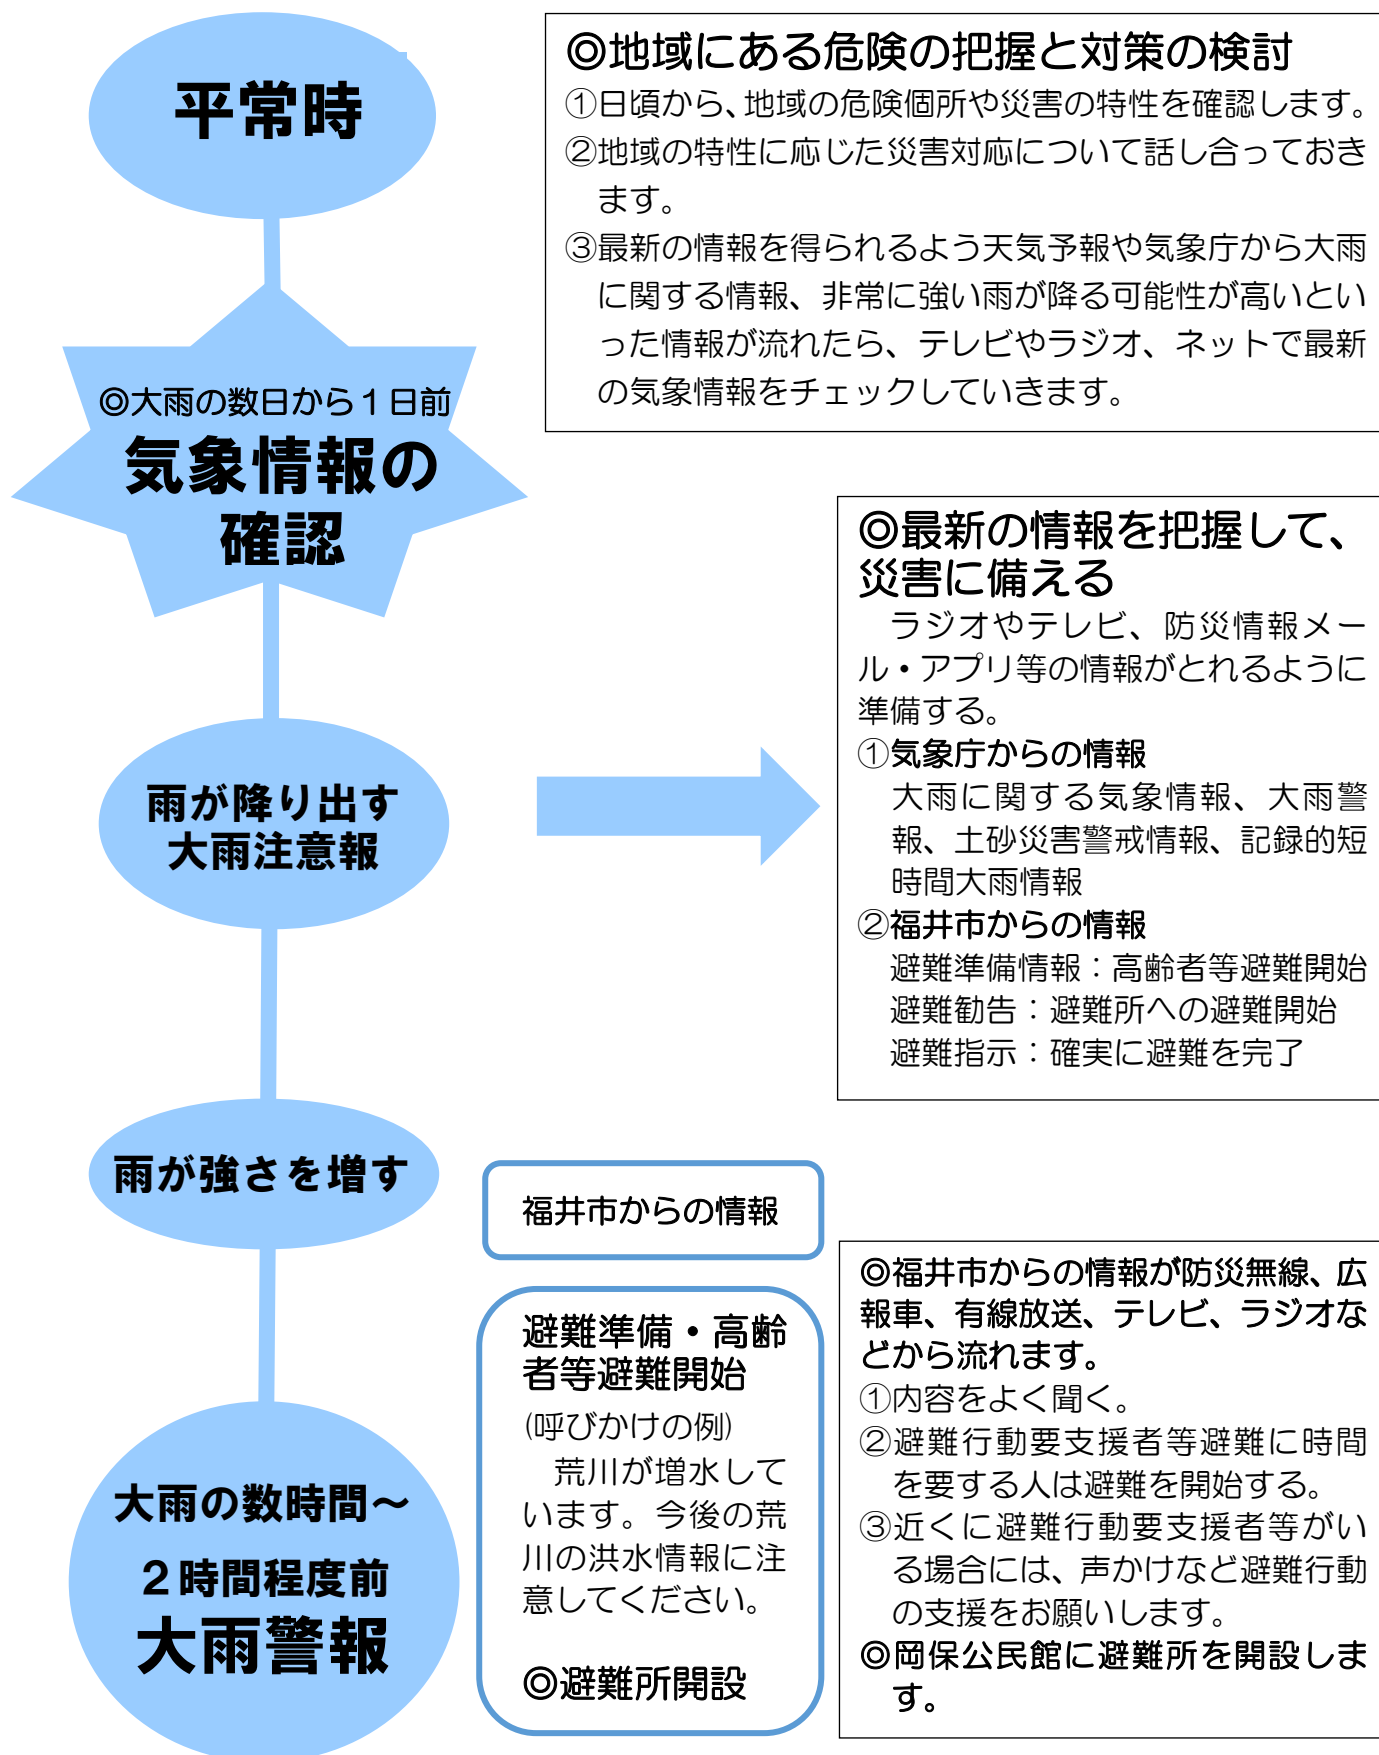 平常時
◎地域にある危険の把握と対策の検討
①日頃から、地域の危険個所や災害の特性を確認します。
②地域の特性に応じた災害対応について話し合っておき
ます。
③最新の情報を得られるよう天気予報や気象庁から大雨
に関する情報、非常に強い雨が降る可能性が高いとい
った情報が流れたら、テレビやラジオ、ネットで最新
の気象情報をチェックしていきます。
◎大雨の数日から１日前
気象情報の
確認
◎最新の情報を把握して、
災害に備える
ラジオやテレビ、防災情報メー
ル・アプリ等の情報がとれるように
準備する。
①気象庁からの情報
大雨に関する気象情報、大雨警
報、土砂災害警戒情報、記録的短
時間大雨情報
②福井市からの情報
避難準備情報：高齢者等避難開始
避難勧告：避難所への避難開始
避難指示：確実に避難を完了
雨が降り出す
大雨注意報
雨が強さを増す
福井市からの情報
避難準備・高齢
者等避難開始
(呼びかけの例)
荒川が増水して
います。今後の荒
川の洪水情報に注
意してください。
◎避難所開設
◎福井市からの情報が防災無線、広
報車、有線放送、テレビ、ラジオな
どから流れます。
①内容をよく聞く。
②避難行動要支援者等避難に時間
を要する人は避難を開始する。
③近くに避難行動要支援者等がい
る場合には、声かけなど避難行動
の支援をお願いします。
◎岡保公民館に避難所を開設しま
す。
大雨の数時間～
２時間程度前
大雨警報